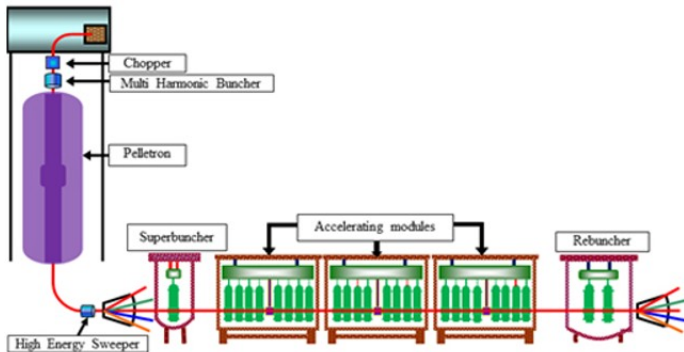 Chopper
Multi Harmonic Buncher
Pelletron
Accelerating modules
Superbuncher
Rebuncher
High Energy Sweeper